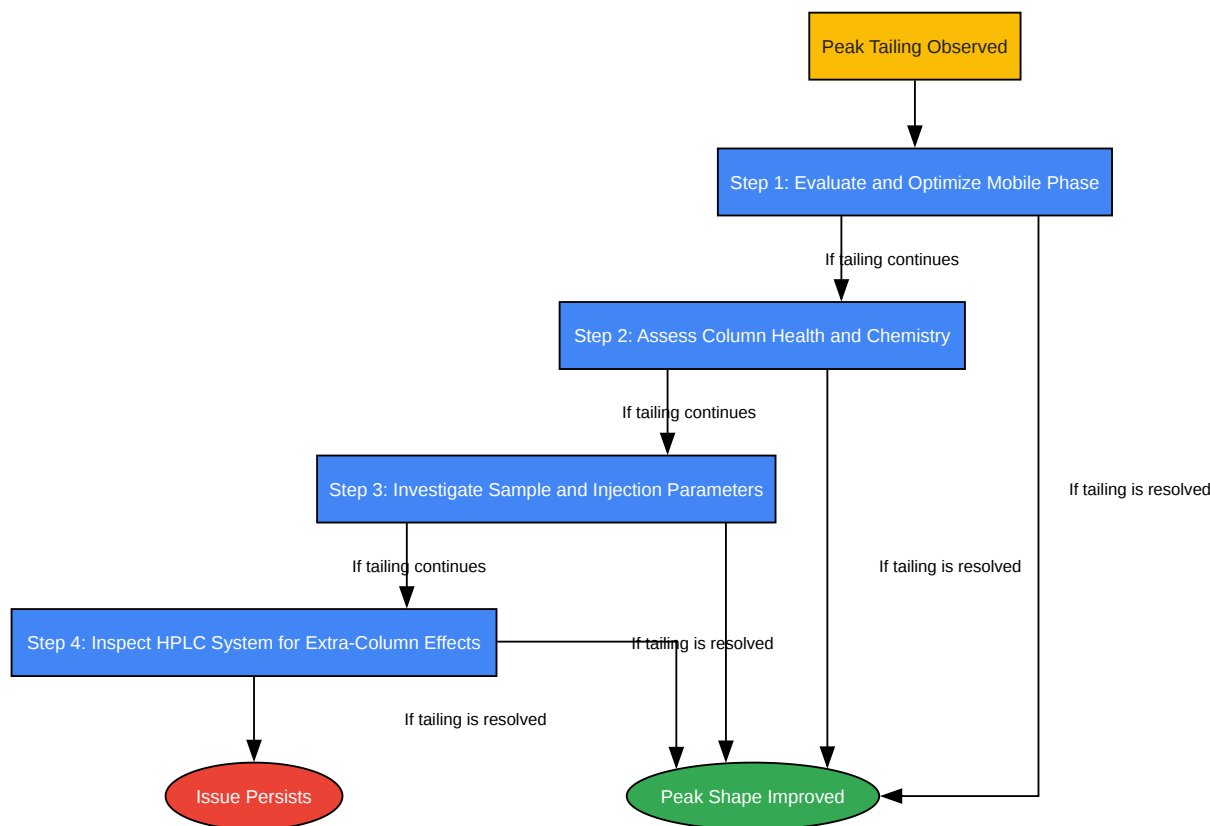 Peak Tailing Observed
Step 1: Evaluate and Optimize Mobile Phase
If tailing continues
Step 2: Assess Column Health and Chemistry
If tailing continues
Step 3: Investigate Sample and Injection Parameters
If tailing is resolved
If tailing continues
If tailing is resolved
Step 4: Inspect HPLC System for Extra-Column Effects
If tailing is resolved
If tailing is resolved
Issue Persists
Peak Shape Improved